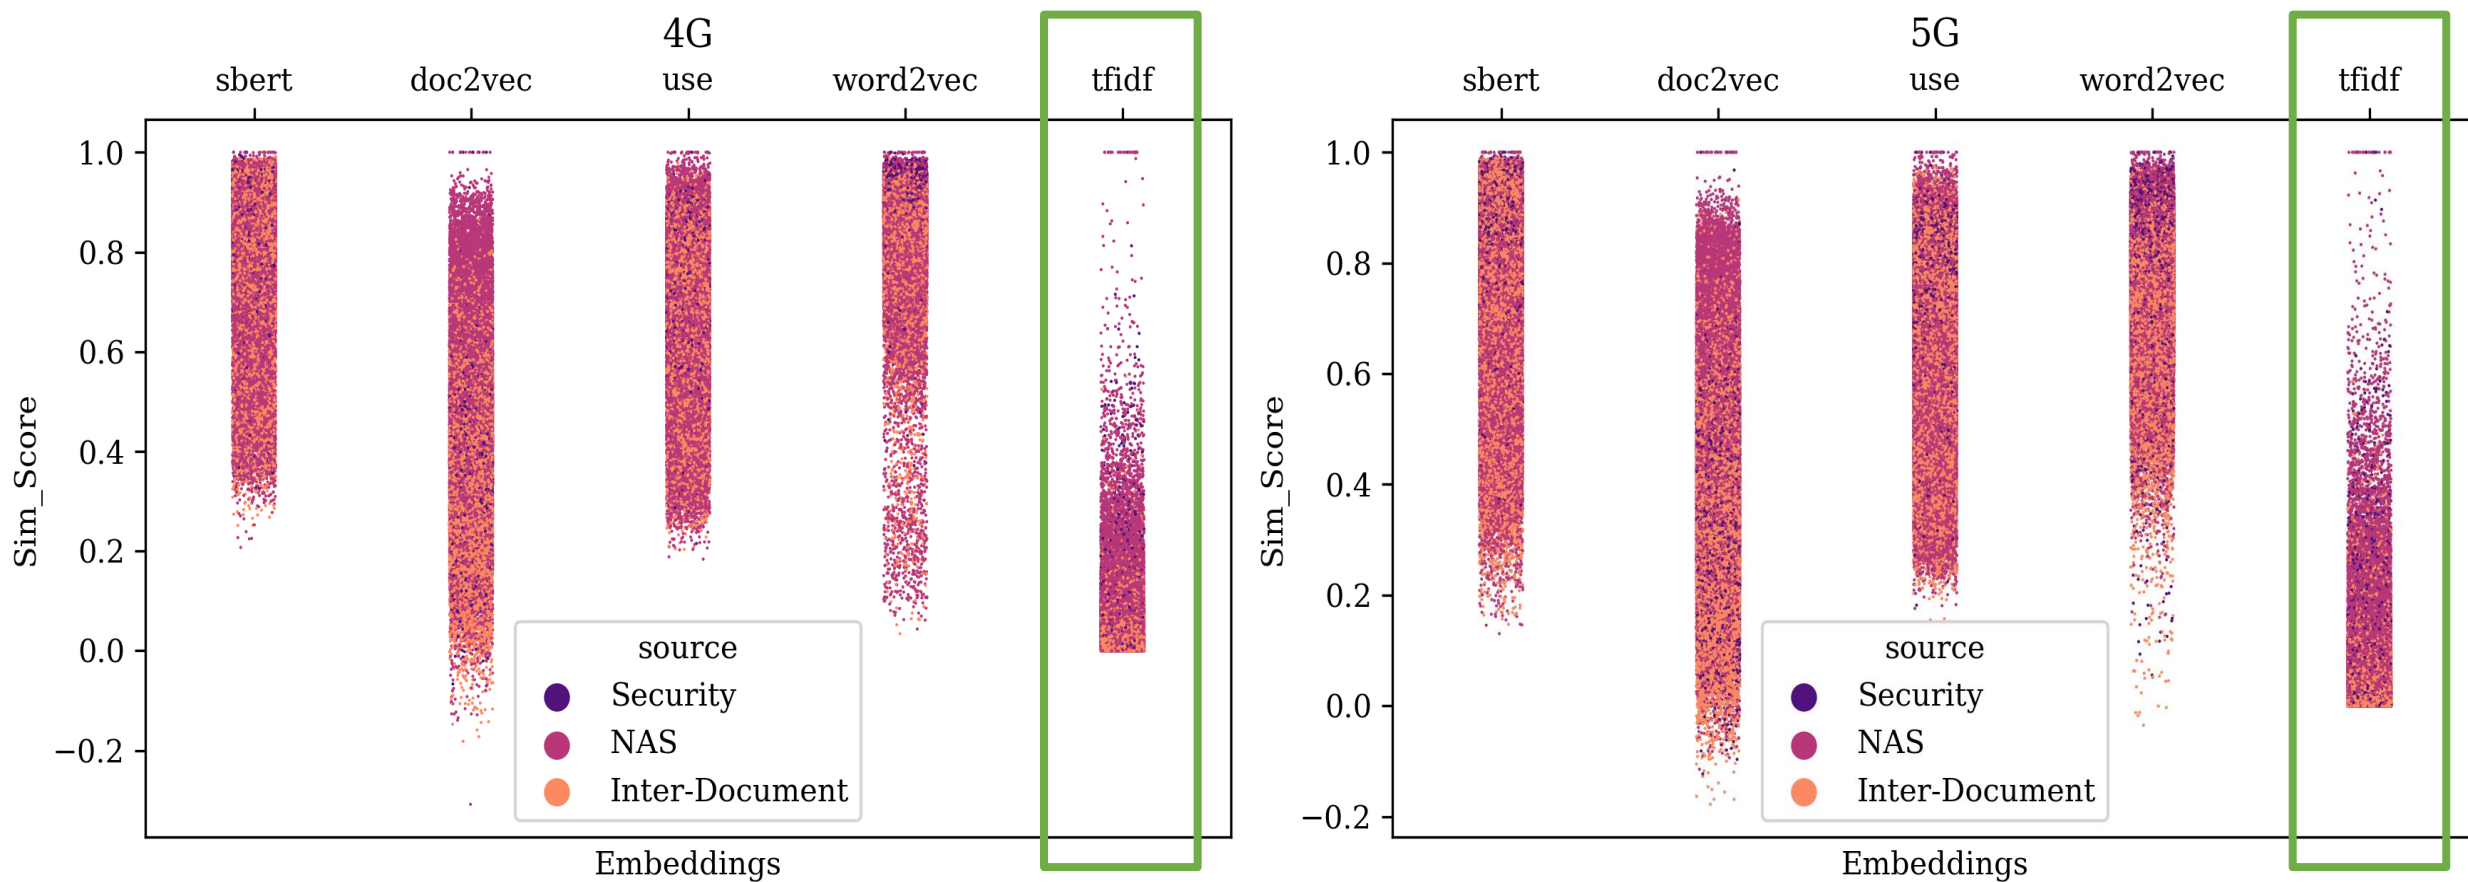 4G
sbert doc2vec use word2vec tfidf
1.0
0.8
0.6
0.4
0.2
0.0
−0.2
Sim_Score
source
Security
NAS
Inter-Document
Embeddings
5G
sbert doc2vec use word2vec tfidf
1.0
0.8
0.6
0.4
0.2
0.0
−0.2
Sim_Score
source
Security
NAS
Inter-Document
Embeddings